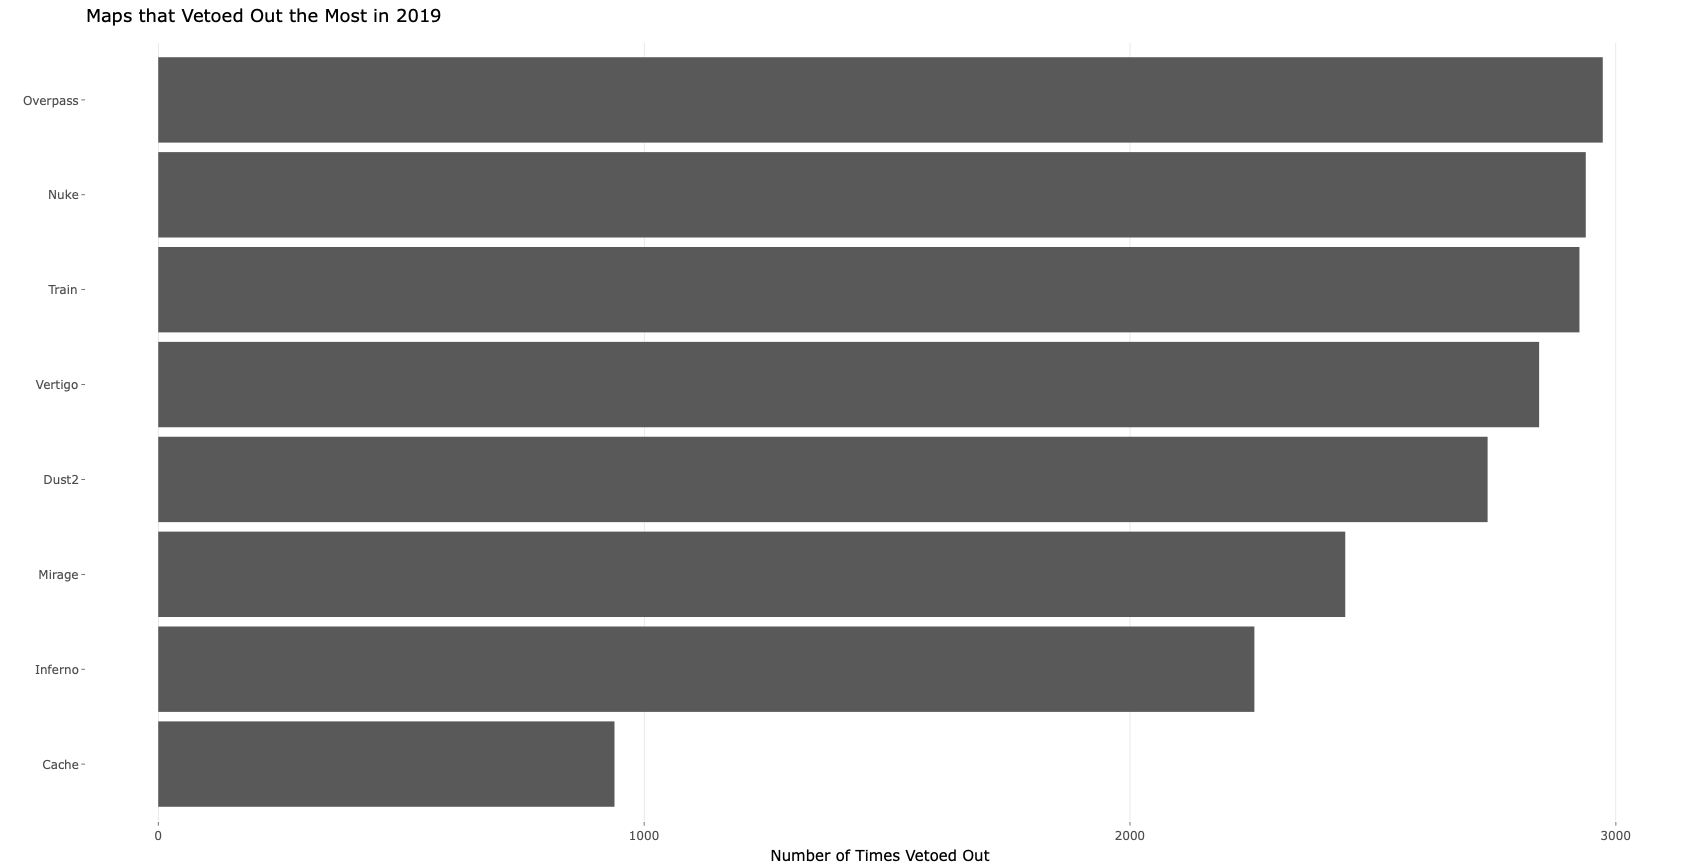 Maps that Vetoed Out the Most in 2019
Overpass
Nuke
Train
Vertigo
Dust2
Mirage
Inferno
Cache
0 1000 2000 3000
Number of Times Vetoed Out